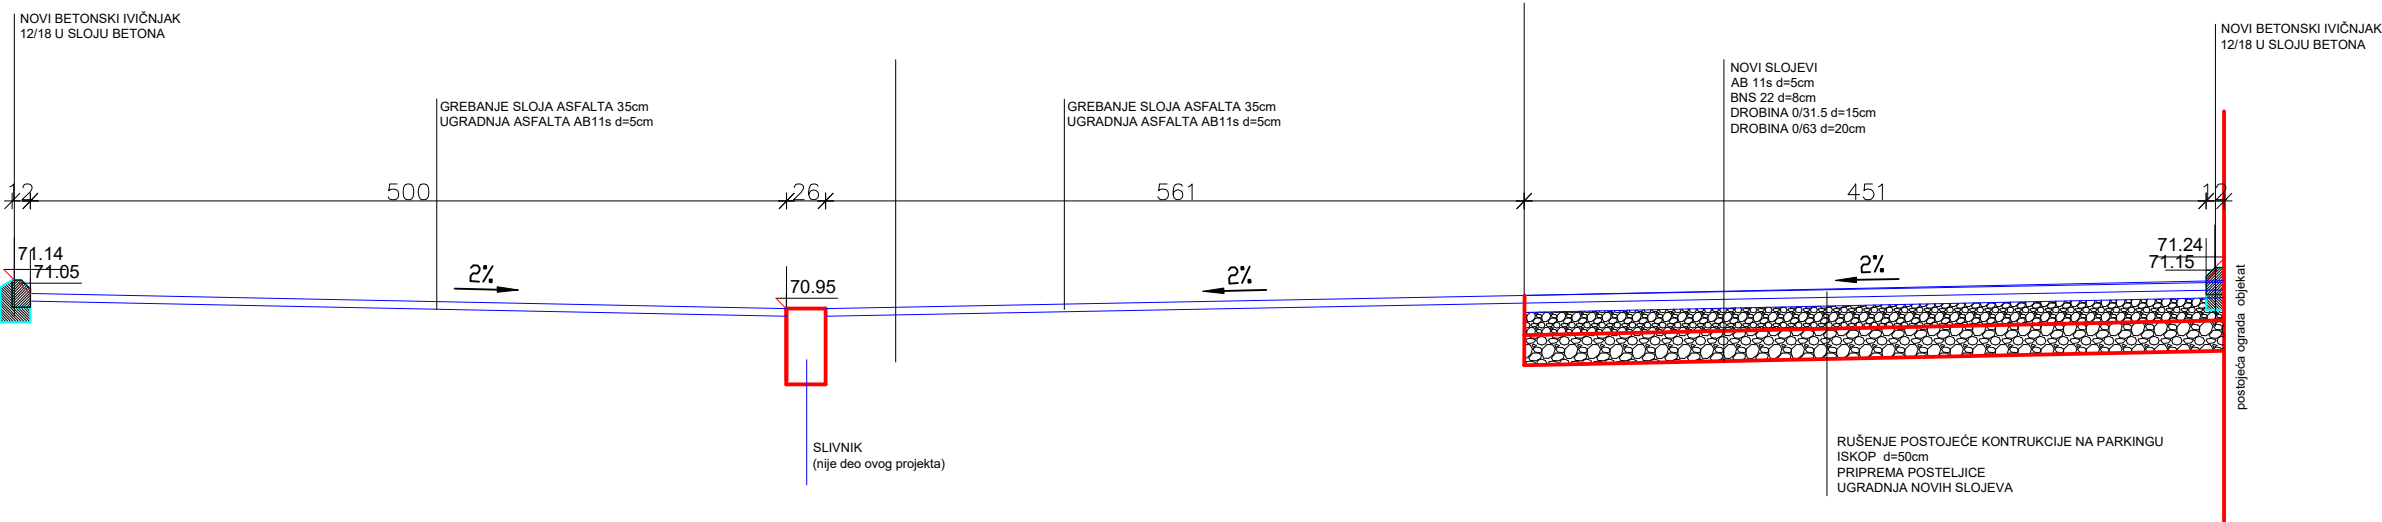 NOVI BETONSKI IVIČNJAK
12/18 U SLOJU BETONA
NOVI BETONSKI IVIČNJAK
12/18 U SLOJU BETONA
GREBANJE SLOJA ASFALTA 35cm
UGRADNJA ASFALTA AB11s d=5cm
GREBANJE SLOJA ASFALTA 35cm
UGRADNJA ASFALTA AB11s d=5cm
NOVI SLOJEVI
AB 11s d=5cm
BNS 22 d=8cm
DROBINA 0/31.5 d=15cm
DROBINA 0/63 d=20cm
12
500
26
561
451
12
71.14
71.05
2%
70.95
2%
2%
71.24
71.15
postojeća ograda objekat
SLIVNIK
(nije deo ovog projekta)
RUŠENJE POSTOJEĆE KONTRUKCIJE NA PARKINGU
ISKOP d=50cm
PRIPREMA POSTELJICE
UGRADNJA NOVIH SLOJEVA